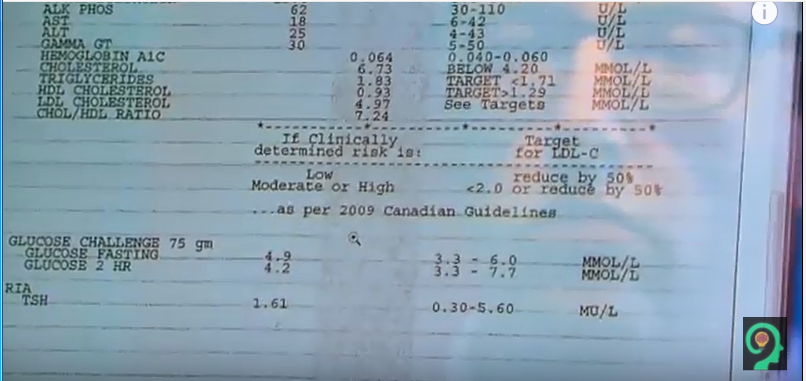 ALK PHOS 62 30-110 U/L
AST 18 6-42 U/L
ALT 25 4-43 U/L
GAMMA GT 30 5-50 U/L
HEMOGLOBIN A1C 0.064 0.040-0.060
CHOLESTEROL 6.73 BELOW 4.20 MMOL/L
TRIGLYCERIDES 1.83 TARGET <1.71 MMOL/L
HDL CHOLESTEROL 0.93 TARGET>1.29 MMOL/L
LDL CHOLESTEROL 4.97 See Targets MMOL/L
CHOL/HDL RATIO 7.24
If Clinically Target
determined risk is: for LDL-C
Low reduce by 50%
Moderate or High <2.0 or reduce by 50%
...as per 2009 Canadian Guidelines
GLUCOSE CHALLENGE 75 gm
GLUCOSE FASTING 4.9 3.3 - 6.0 MMOL/L
GLUCOSE 2 HR 4.2 3.3 - 7.7 MMOL/L
RIA
TSH 1.61 0.30-5.60 MU/L